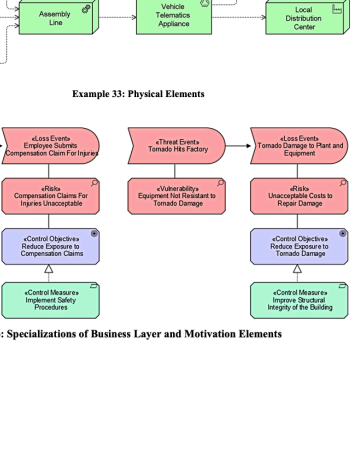 Assembly
Line
Vehicle
Telematics
Appliance
Local
Distribution
Center
Example 33: Physical Elements
«Loss Event»
Employee Submits
Compensation Claim For Injuries
«Threat Event»
Tornado Hits Factory
«Loss Event»
Tornado Damage to Plant and
Equipment
«Risk»
Compensation Claims For
Injuries Unacceptable
«Vulnerability»
Equipment Not Resistant to
Tornado Damage
«Risk»
Unacceptable Costs to
Repair Damage
«Control Objective»
Reduce Exposure to
Compensation Claims
«Control Objective»
Reduce Exposure to
Tornado Damage
«Control Measure»
Implement Safety
Procedures
«Control Measure»
Improve Structural
Integrity of the Building
: Specializations of Business Layer and Motivation Elements